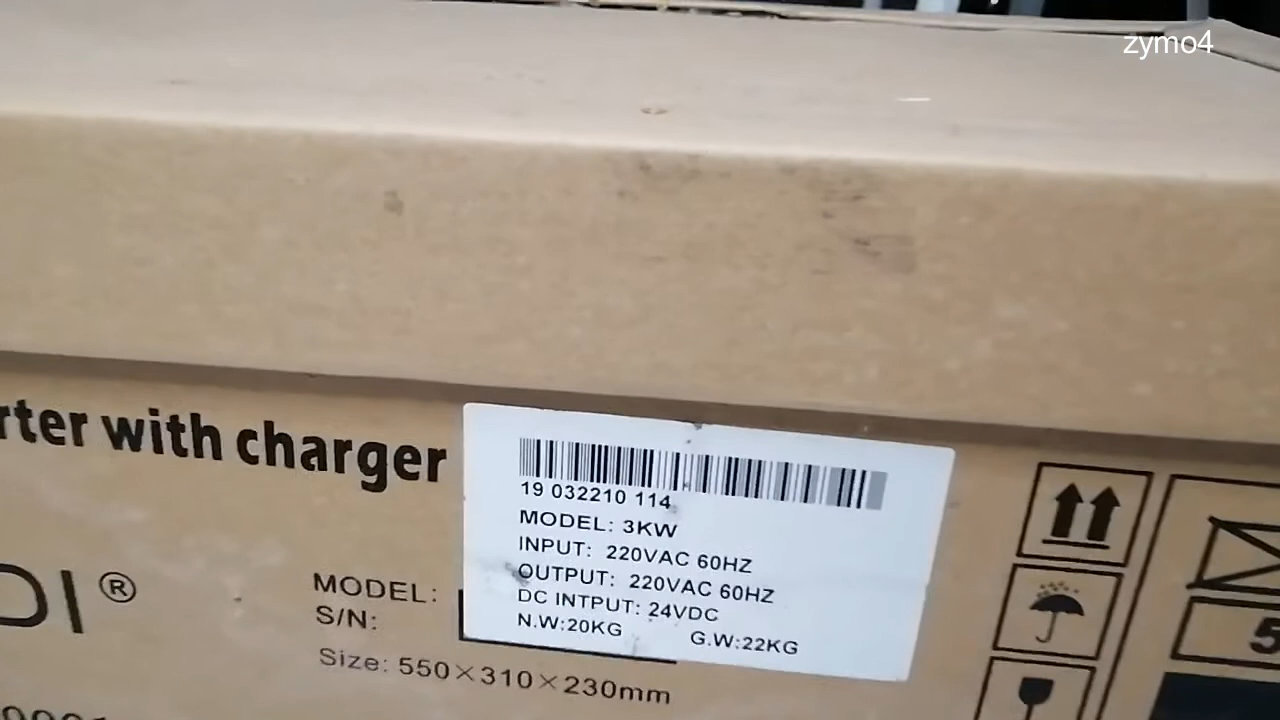 zymo4
with charger
19 032210 114
MODEL: 3KW
INPUT: 220VAC 60HZ
OUTPUT: 220VAC 60HZ
DC INTPUT: 24VDC
N.W:20KG G.W:22KG
MODEL:
S/N:
Size: 550×310×230mm
DI®
5